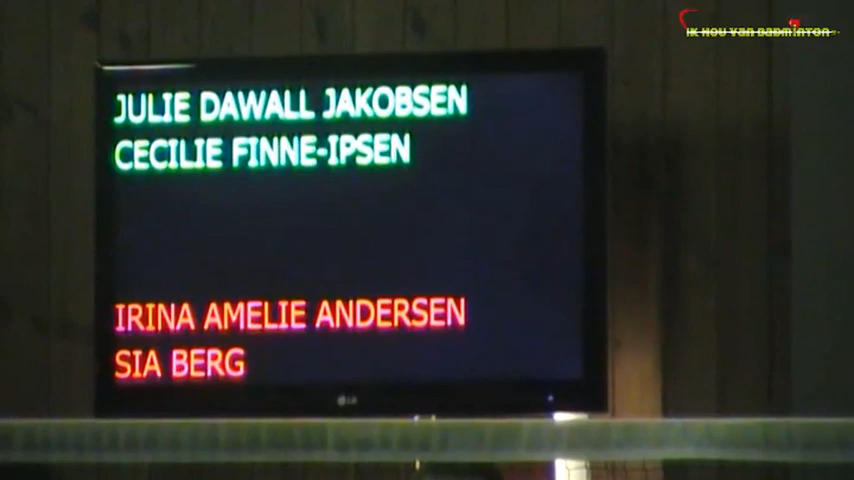 IK HOU VAN BADMINTON
JULIE DAWALL JAKOBSEN
CECILIE FINNE-IPSEN
IRINA AMELIE ANDERSEN
SIA BERG
LG